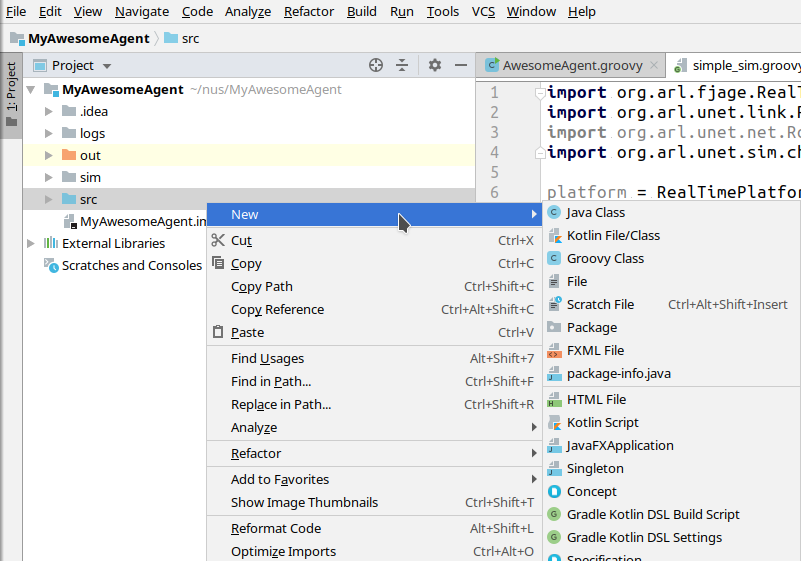 File Edit View Navigate Code Analyze Refactor Build Run Tools VCS Window Help
MyAwesomeAgent src
1: Project
Project
AwesomeAgent.groovy
simple_sim.groovy
MyAwesomeAgent ~/nus/MyAwesomeAgent
.idea
logs
out
sim
src
MyAwesomeAgent.im
External Libraries
Scratches and Consoles
1 import org.arl.fjage.RealT
2 import org.arl.unet.link.
3 import org.arl.unet.net.Ro
4 import org.arl.unet.sim.ch
5
6 platform = RealTimePlatfor
New
Cut Ctrl+X
Copy Ctrl+C
Copy Path Ctrl+Shift+C
Copy Reference Ctrl+Alt+Shift+C
Paste Ctrl+V
Find Usages Alt+Shift+7
Find in Path... Ctrl+Shift+F
Replace in Path... Ctrl+Shift+R
Analyze
Refactor
Add to Favorites
Show Image Thumbnails Ctrl+Shift+T
Reformat Code Alt+Shift+L
Optimize Imports Ctrl+Alt+O
Java Class
Kotlin File/Class
Groovy Class
File
Scratch File Ctrl+Alt+Shift+Insert
Package
FXML File
package-info.java
HTML File
Kotlin Script
JavaFXApplication
Singleton
Concept
Gradle Kotlin DSL Build Script
Gradle Kotlin DSL Settings
Specification